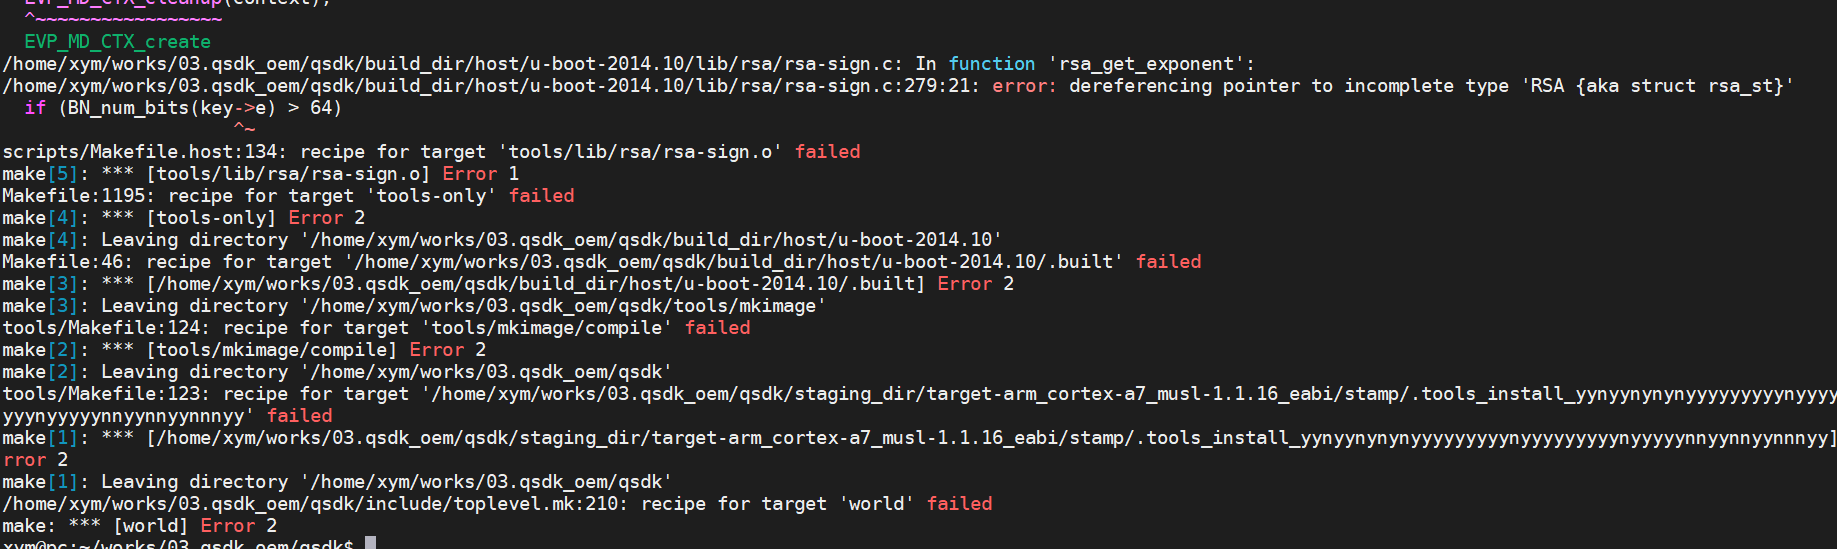 EVP_MD_CTX_cleanup(context);
^~~~~~~~~~~~~~~~~~
EVP_MD_CTX_create
/home/xym/works/03.qsdk_oem/qsdk/build_dir/host/u-boot-2014.10/lib/rsa/rsa-sign.c: In function 'rsa_get_exponent':
/home/xym/works/03.qsdk_oem/qsdk/build_dir/host/u-boot-2014.10/lib/rsa/rsa-sign.c:279:21: error: dereferencing pointer to incomplete type 'RSA {aka struct rsa_st}'
if (BN_num_bits(key->e) > 64)
^~
scripts/Makefile.host:134: recipe for target 'tools/lib/rsa/rsa-sign.o' failed
make[5]: *** [tools/lib/rsa/rsa-sign.o] Error 1
Makefile:1195: recipe for target 'tools-only' failed
make[4]: *** [tools-only] Error 2
make[4]: Leaving directory '/home/xym/works/03.qsdk_oem/qsdk/build_dir/host/u-boot-2014.10'
Makefile:46: recipe for target '/home/xym/works/03.qsdk_oem/qsdk/build_dir/host/u-boot-2014.10/.built' failed
make[3]: *** [/home/xym/works/03.qsdk_oem/qsdk/build_dir/host/u-boot-2014.10/.built] Error 2
make[3]: Leaving directory '/home/xym/works/03.qsdk_oem/qsdk/tools/mkimage'
tools/Makefile:124: recipe for target 'tools/mkimage/compile' failed
make[2]: *** [tools/mkimage/compile] Error 2
make[2]: Leaving directory '/home/xym/works/03.qsdk_oem/qsdk'
tools/Makefile:123: recipe for target '/home/xym/works/03.qsdk_oem/qsdk/staging_dir/target-arm_cortex-a7_musl-1.1.16_eabi/stamp/.tools_install_yynyynynynyyyyyyyyynyyyy
yyynyyyyynnyynnyynnnyy' failed
make[1]: *** [/home/xym/works/03.qsdk_oem/qsdk/staging_dir/target-arm_cortex-a7_musl-1.1.16_eabi/stamp/.tools_install_yynyynynynyyyyyyyyynyyyyyyyyynyyyyynnyynnyynnnyy]
rror 2
make[1]: Leaving directory '/home/xym/works/03.qsdk_oem/qsdk'
/home/xym/works/03.qsdk_oem/qsdk/include/toplevel.mk:210: recipe for target 'world' failed
make: *** [world] Error 2
xym@pc:~/works/03.qsdk_oem/qsdk$